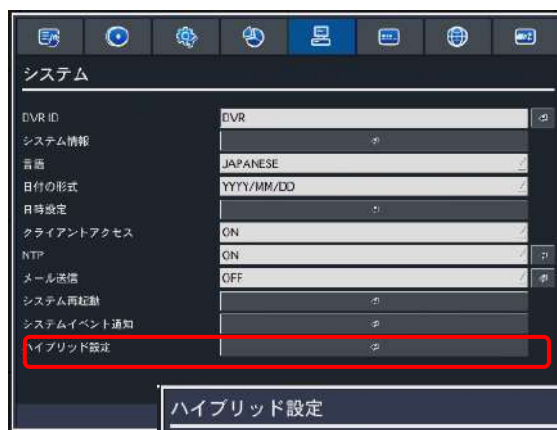 システム
DVR ID DVR
システム情報
言語 JAPANESE
日付の形式 YYYY/MM/DD
日時設定
クライアントアクセス ON
NTP ON
メール送信 OFF
システム再起動
システムイベント通知
ハイブリッド設定
ハイブリッド設定